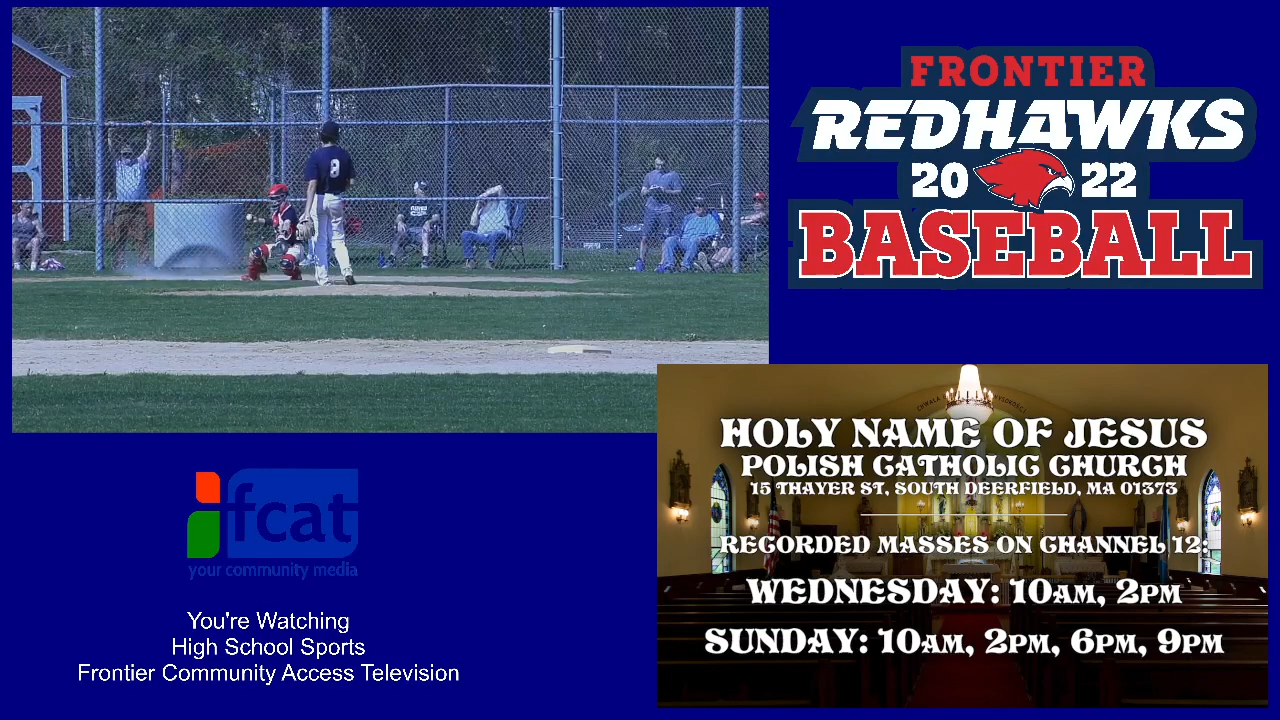 8
FRONTIER
REDHAWKS
20 22
BASEBALL
HOLY NAME OF JESUS
POLISH CATHOLIC CHURCH
15 THAYER ST, SOUTH DEERFIELD, MA 01373
RECORDED MASSES ON CHANNEL 12:
WEDNESDAY: 10AM, 2PM
SUNDAY: 10AM, 2PM, 6PM, 9PM
fcat
your community media
You're Watching
High School Sports
Frontier Community Access Television